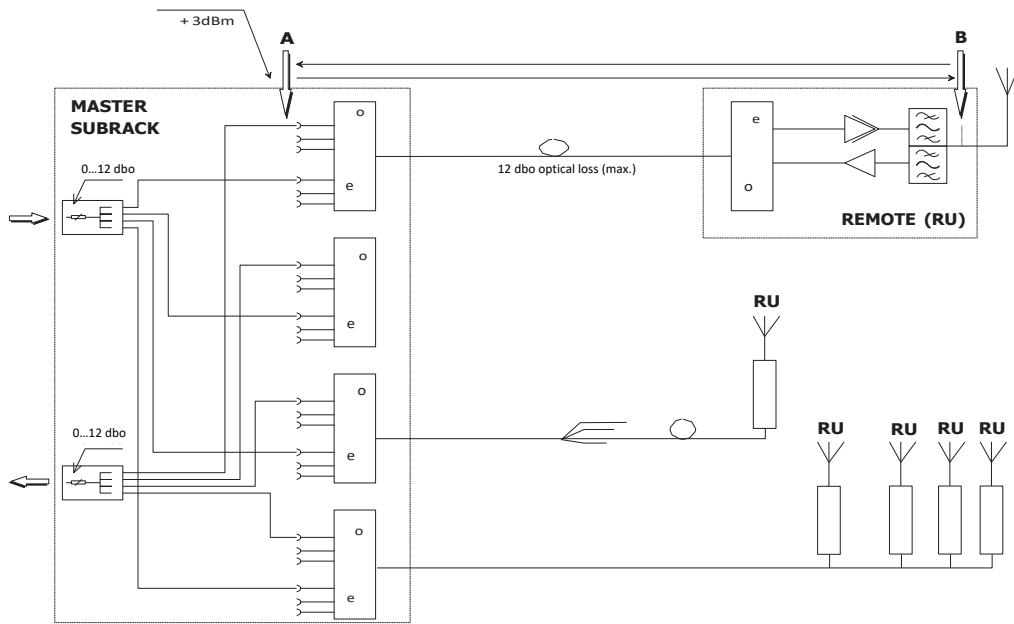 + 3dBm
A
B
MASTER
SUBRACK
0...12 dbo
o
e
12 dbo optical loss (max.)
e
o
REMOTE (RU)
o
e
RU
o
e
0...12 dbo
RU
RU
RU
RU
o
e